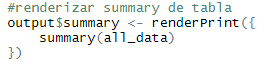 #renderizar summary de tabla
output$summary <- renderPrint({
    summary(all_data)
})